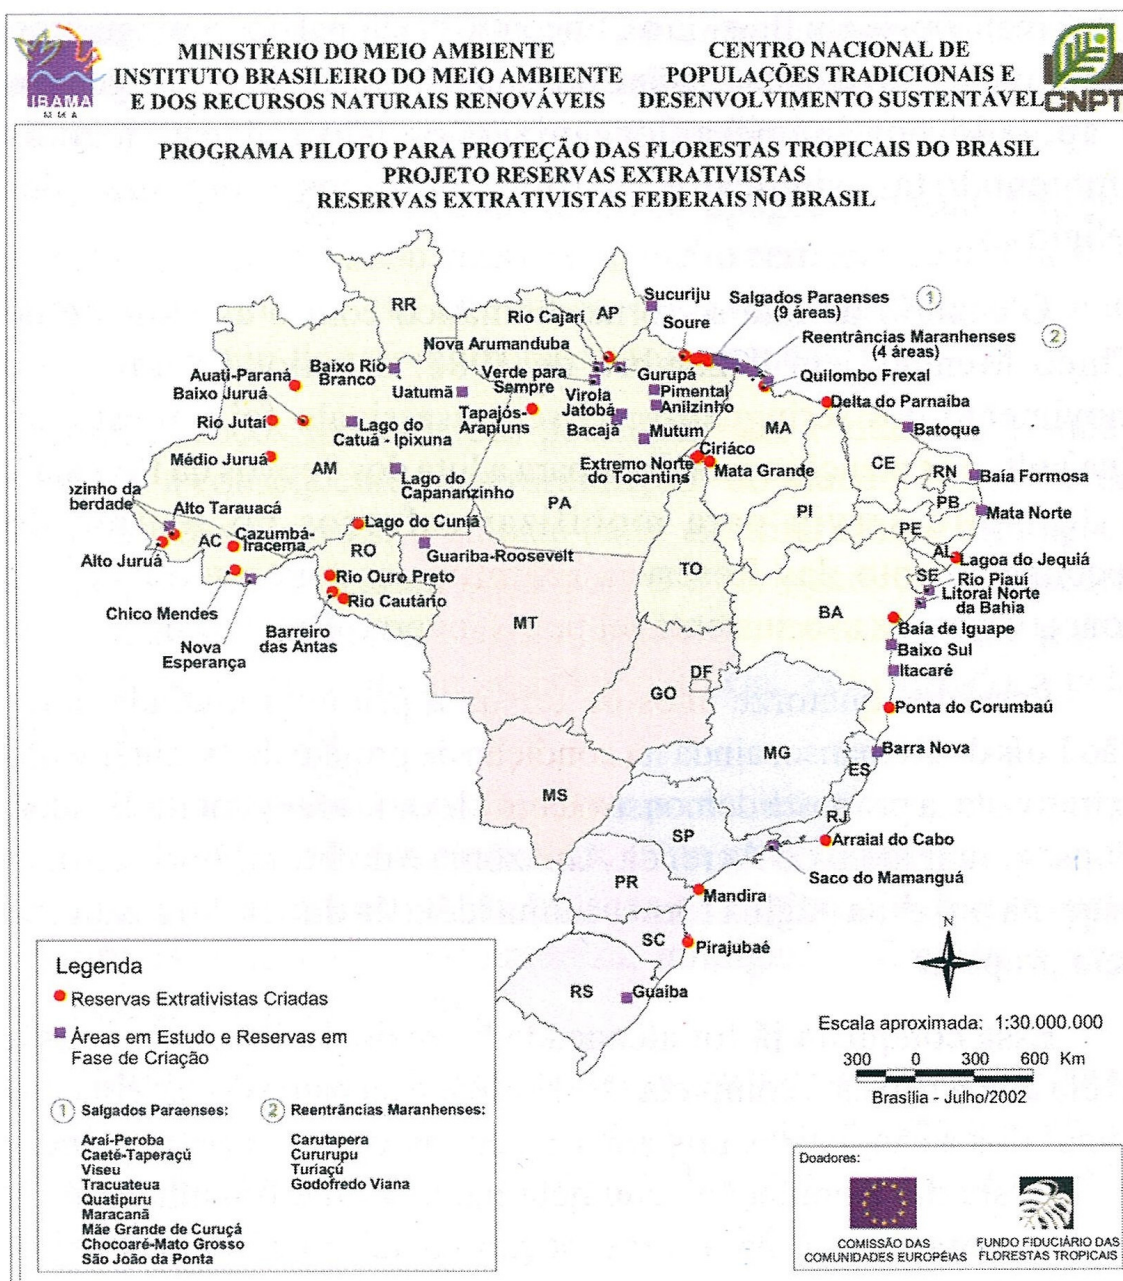 IBAMA
M M A
MINISTÉRIO DO MEIO AMBIENTE
INSTITUTO BRASILEIRO DO MEIO AMBIENTE
E DOS RECURSOS NATURAIS RENOVÁVEIS
CENTRO NACIONAL DE
POPULAÇÕES TRADICIONAIS E
DESENVOLVIMENTO SUSTENTÁVEL
CNPT
PROGRAMA PILOTO PARA PROTEÇÃO DAS FLORESTAS TROPICAIS DO BRASIL
PROJETO RESERVAS EXTRATIVISTAS
RESERVAS EXTRATIVISTAS FEDERAIS NO BRASIL
RR
AP
Rio Cajari
Sucuriju
Soure
Salgados Paraenses
(9 áreas)
1
Reentrâncias Maranhenses
(4 áreas)
2
Nova Arumanduba
Baixo Rio
Branco
Auati-Paraná
Baixo Juruá
Uatumã
Verde para
Sempre
Gurupá
Quilombo Frexal
Virola
Jatobá
Pimental
Anilzinho
Delta do Parnaíba
Rio Jutaí
Lago do
Catuá - Ipixuna
Tapajós-
Arapiuns
Bacajá
Mutum
MA
Batoque
Médio Juruá
AM
Lago do
Capananzinho
PA
Extremo Norte
do Tocantins
Ciriáco
Mata Grande
CE
RN
Baía Formosa
PB
Mata Norte
PI
PE
ozinho da
berdade
Alto Tarauacá
Cazumbá-
Iracema
AC
Alto Juruá
Lago do Cuniã
RO
Guariba-Roosevelt
TO
AL
Lagoa do Jequiá
SE
Rio Piauí
Litoral Norte
da Bahia
Rio Ouro Preto
Rio Cautário
Chico Mendes
Nova
Esperança
Barreiro
das Antas
MT
BA
Baía de Iguape
Baixo Sul
Itacaré
DF
GO
Ponta do Corumbaú
MG
Barra Nova
ES
MS
SP
RJ
Arraial do Cabo
Saco do Mamanguá
PR
Mandira
SC
Pirajubaé
RS
Guaíba
N
Legenda
Reservas Extrativistas Criadas
Áreas em Estudo e Reservas em
Fase de Criação
1 Salgados Paraenses:
Araí-Peroba
Caeté-Taperaçú
Viseu
Tracuateua
Quatipuru
Maracanã
Mãe Grande de Curuçá
Chocoaré-Mato Grosso
São João da Ponta
2 Reentrâncias Maranhenses:
Carutapera
Cururupu
Turiaçú
Godofredo Viana
Escala aproximada: 1:30.000.000
300 0 300 600 Km
Brasília - Julho/2002
Doadores:
COMISSÃO DAS
COMUNIDADES EUROPÉIAS
FUNDO FIDUCIÁRIO DAS
FLORESTAS TROPICAIS